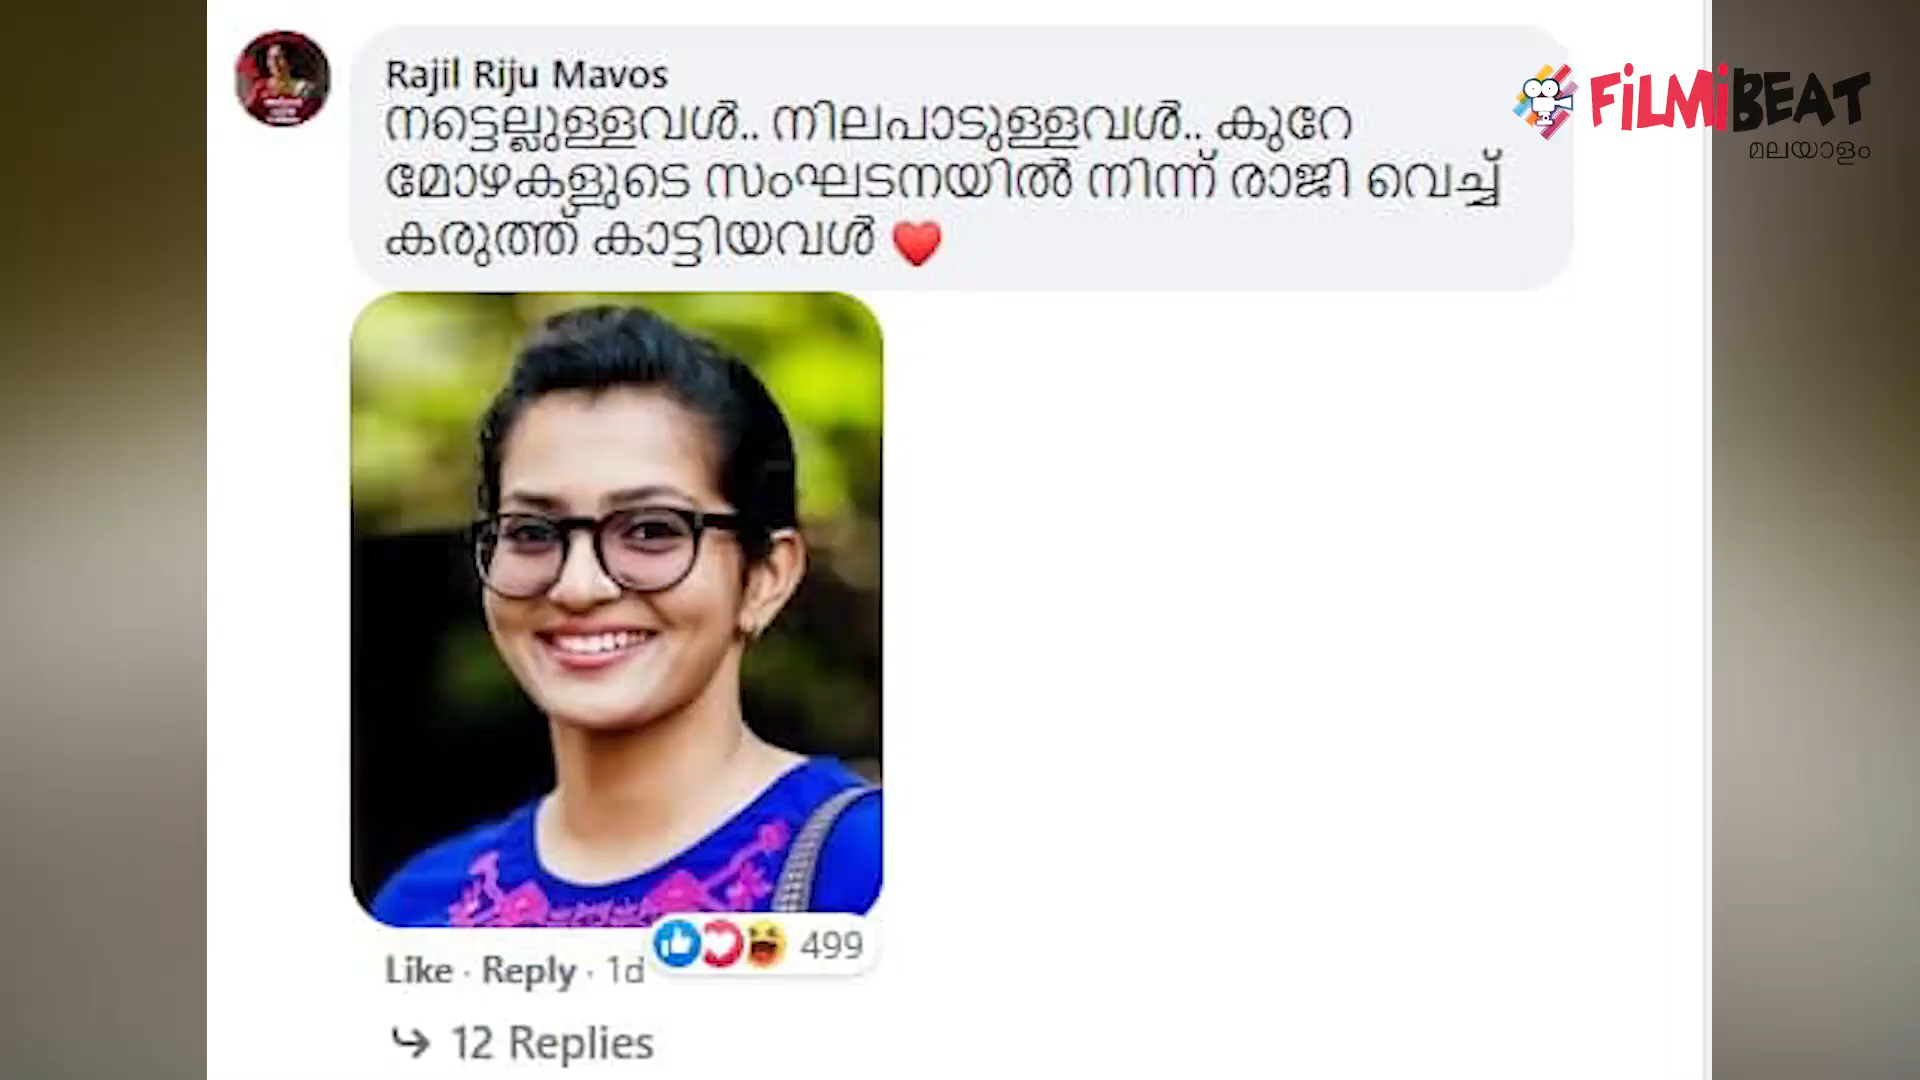 Rajil Riju Mavos
നട്ടെല്ലുള്ളവൾ.. നിലപാടുള്ളവൾ.. കുറേ
മോഴകളുടെ സംഘടനയിൽ നിന്ന് രാജി വെച്ച്
കരുത്ത് കാട്ടിയവൾ ❤️
FiLMiBEAT
മലയാളം
499
Like · Reply · 1d
12 Replies